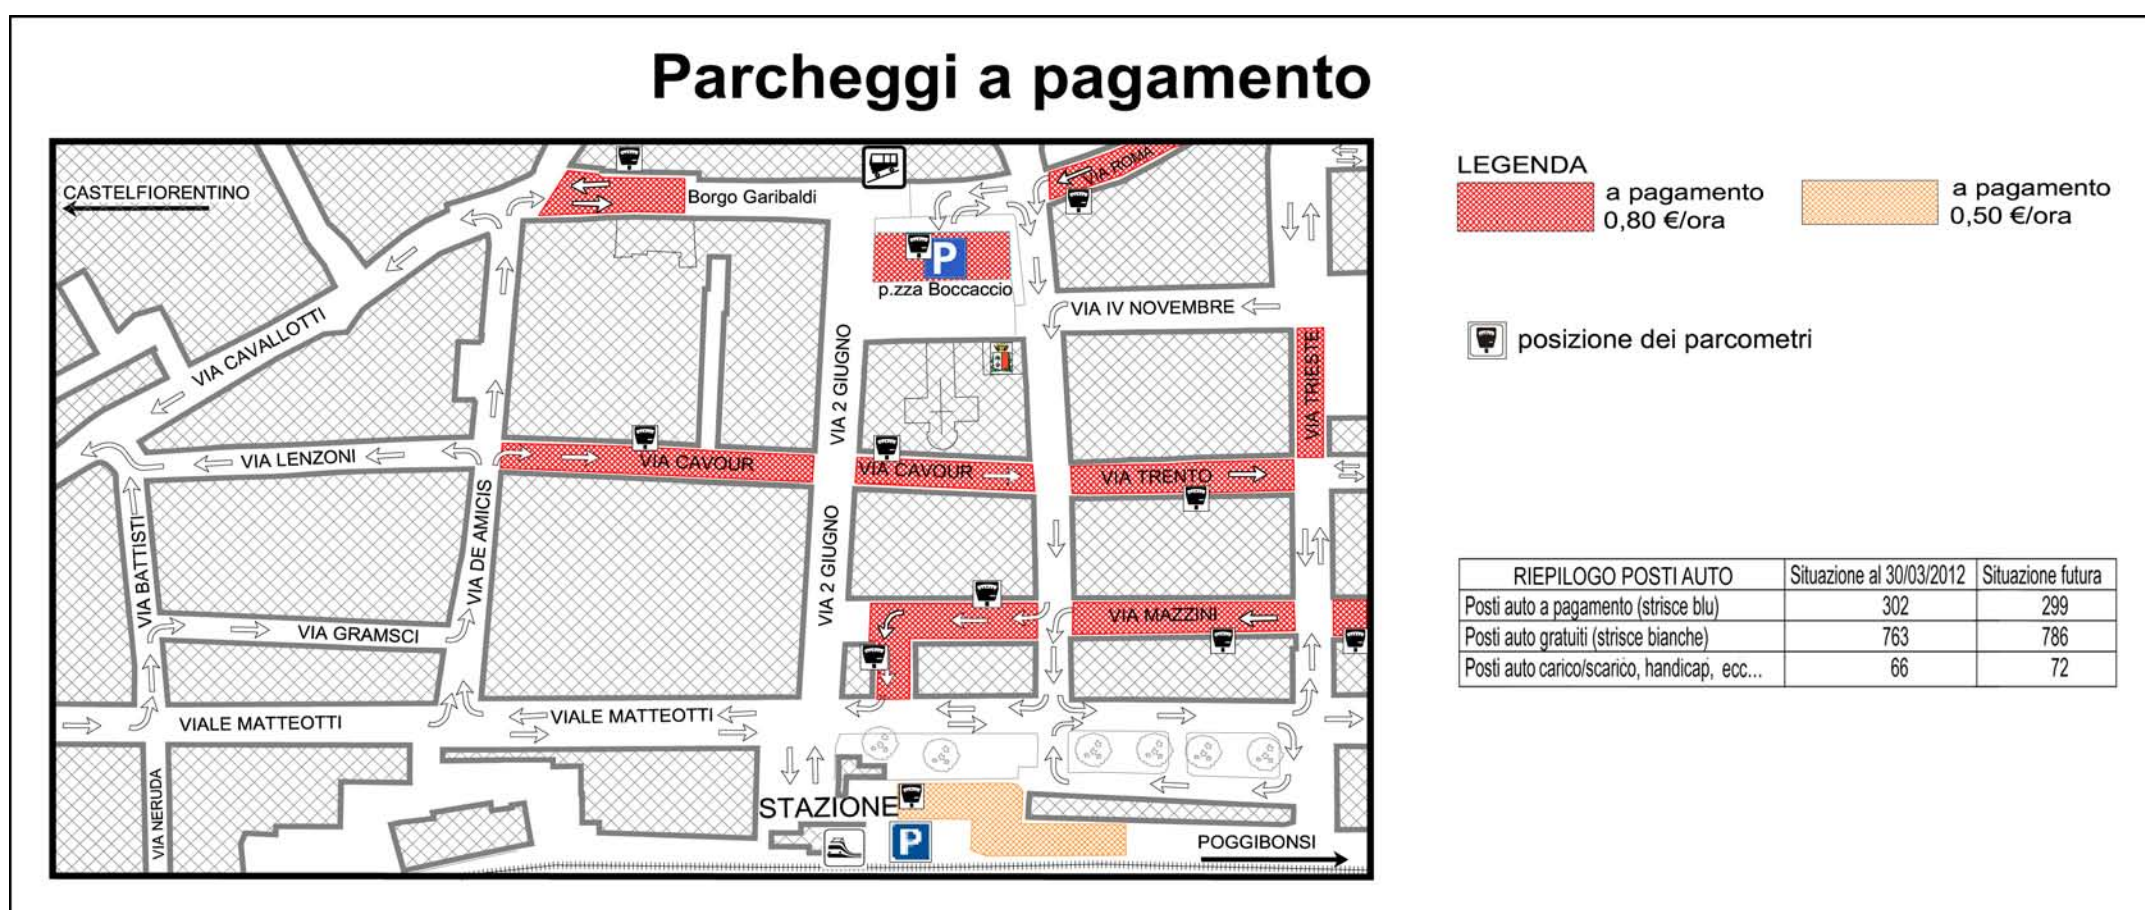 Parcheggi a pagamento
CASTELFIORENTINO
Borgo Garibaldi
VIA ROMA
P
p.zza Boccaccio
VIA IV NOVEMBRE
VIA CAVALLOTTI
VIA 2 GIUGNO
VIA TRIESTE
VIA LENZONI
VIA CAVOUR
VIA CAVOUR
VIA TRENTO
VIA BATTISTI
VIA DE AMICIS
VIA 2 GIUGNO
VIA GRAMSCI
VIA MAZZINI
VIALE MATTEOTTI
VIALE MATTEOTTI
VIA NERUDA
STAZIONE
P
POGGIBONSI
LEGENDA
a pagamento
0,80 €/ora
a pagamento
0,50 €/ora
posizione dei parcometri
RIEPILOGO POSTI AUTO Situazione al 30/03/2012 Situazione futura
Posti auto a pagamento (strisce blu) 302 299
Posti auto gratuiti (strisce bianche) 763 786
Posti auto carico/scarico, handicap, ecc... 66 72